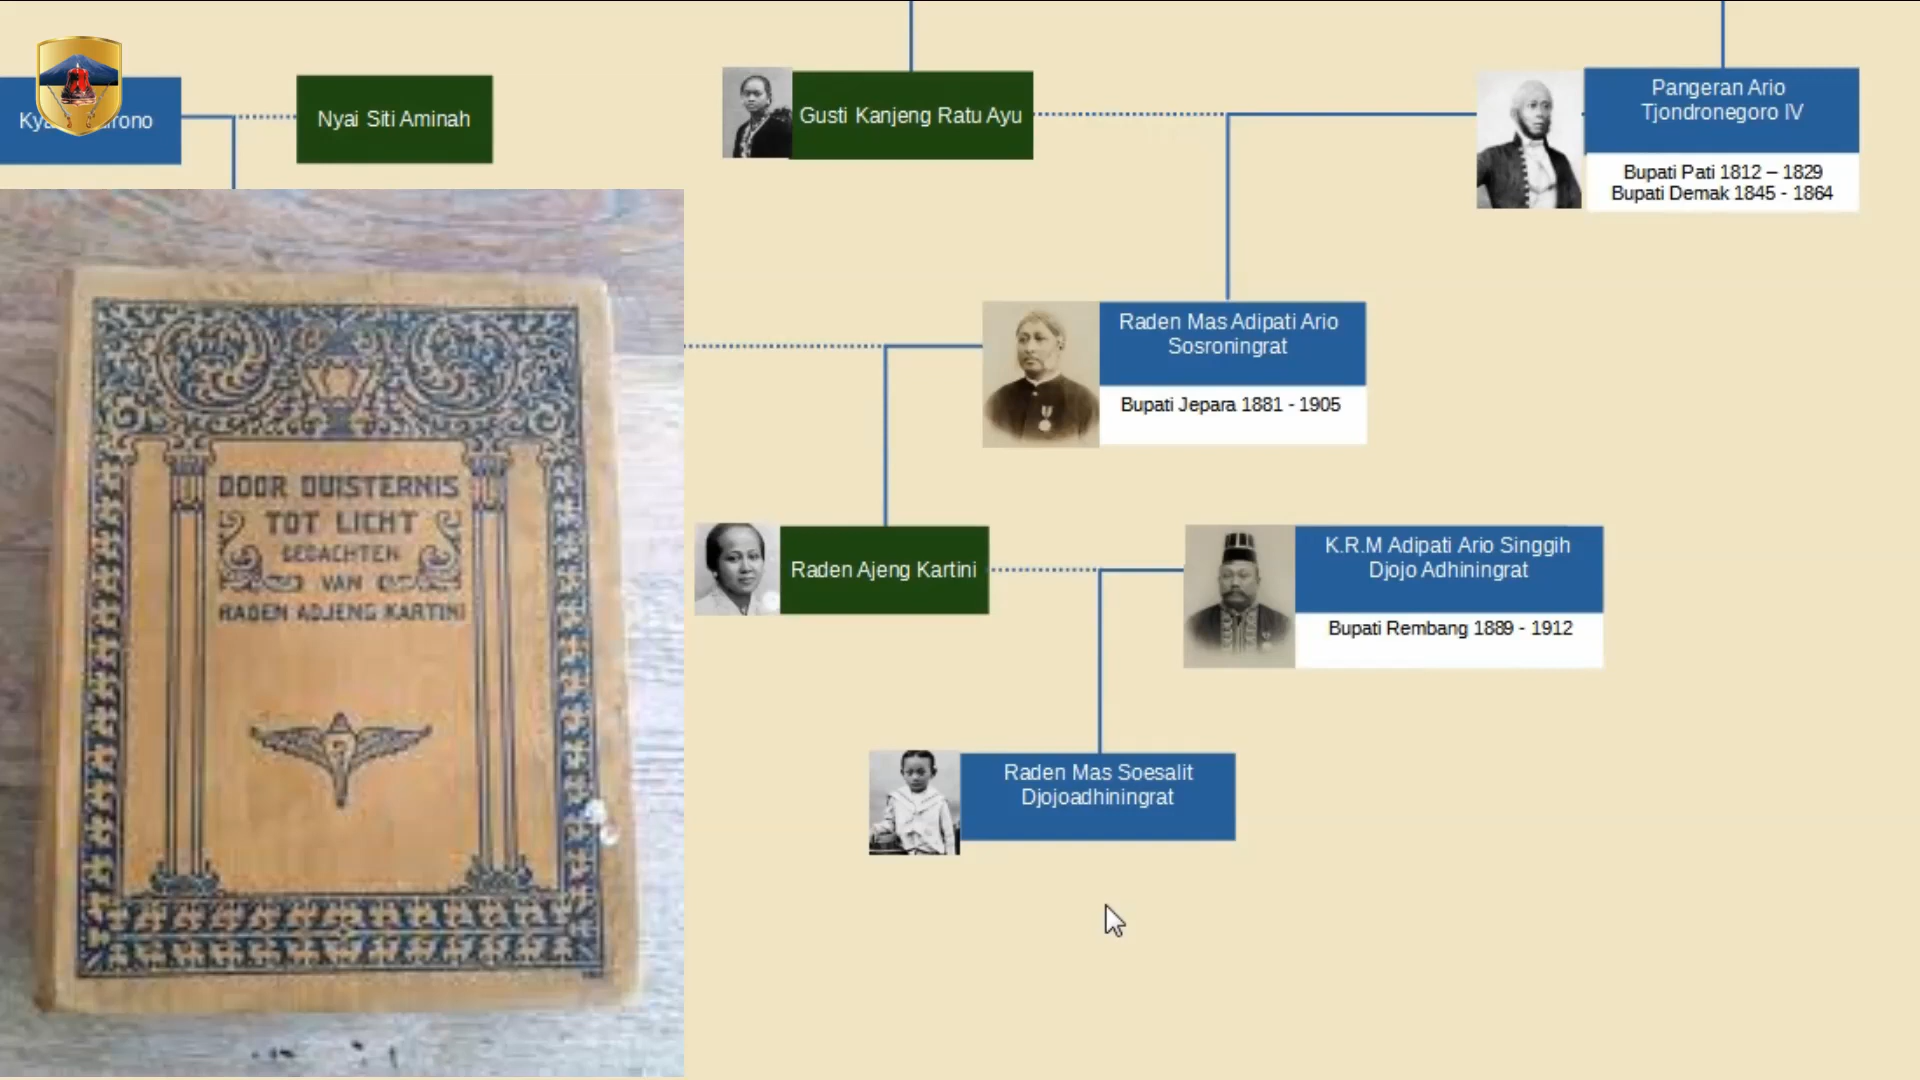 Nyai Siti Aminah
Gusti Kanjeng Ratu Ayu
Pangeran Ario
Tjondronegoro IV
Bupati Pati 1812 – 1829
Bupati Demak 1845 - 1864
Raden Mas Adipati Ario
Sosroningrat
Bupati Jepara 1881 - 1905
DOOR DUISTERNIS
TOT LICHT
GEDACHTEN
VAN
RADEN ADJENG KARTINI
Raden Ajeng Kartini
K.R.M Adipati Ario Singgih
Djojo Adhiningrat
Bupati Rembang 1889 - 1912
Raden Mas Soesalit
Djojoadhiningrat